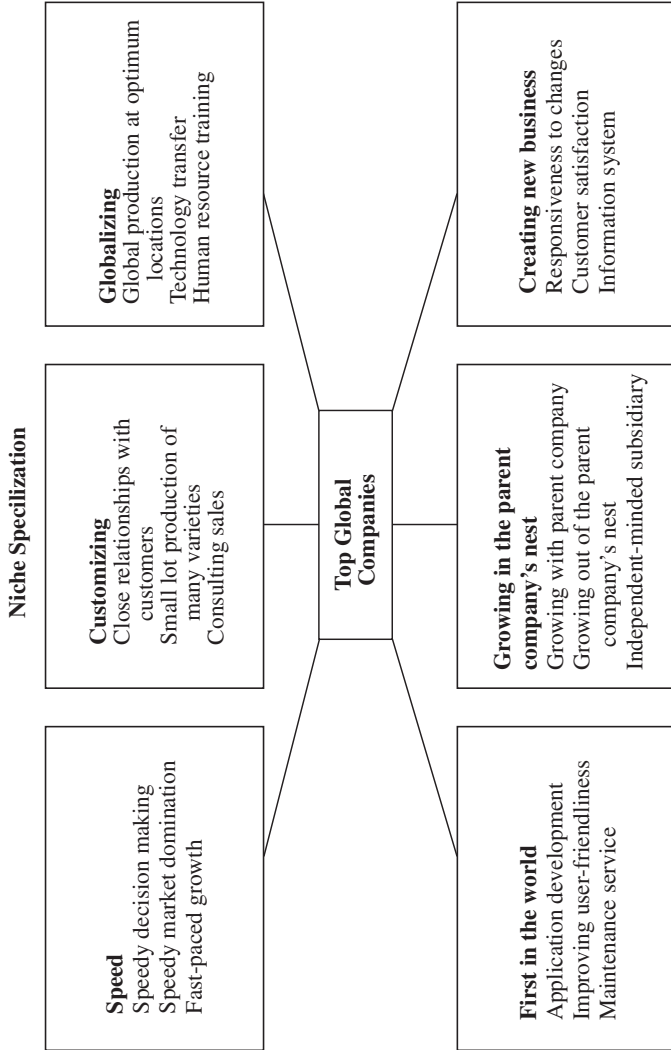 Niche Specilization
Speed
Speedy decision making
Speedy market domination
Fast-paced growth
Customizing
Close relationships with
customers
Small lot production of
many varieties
Consulting sales
Globalizing
Global production at optimum
locations
Technology transfer
Human resource training
Top Global
Companies
First in the world
Application development
Improving user-friendliness
Maintenance service
Growing in the parent
company’s nest
Growing with parent company
Growing out of the parent
company’s nest
Independent-minded subsidiary
Creating new business
Responsiveness to changes
Customer satisfaction
Information system